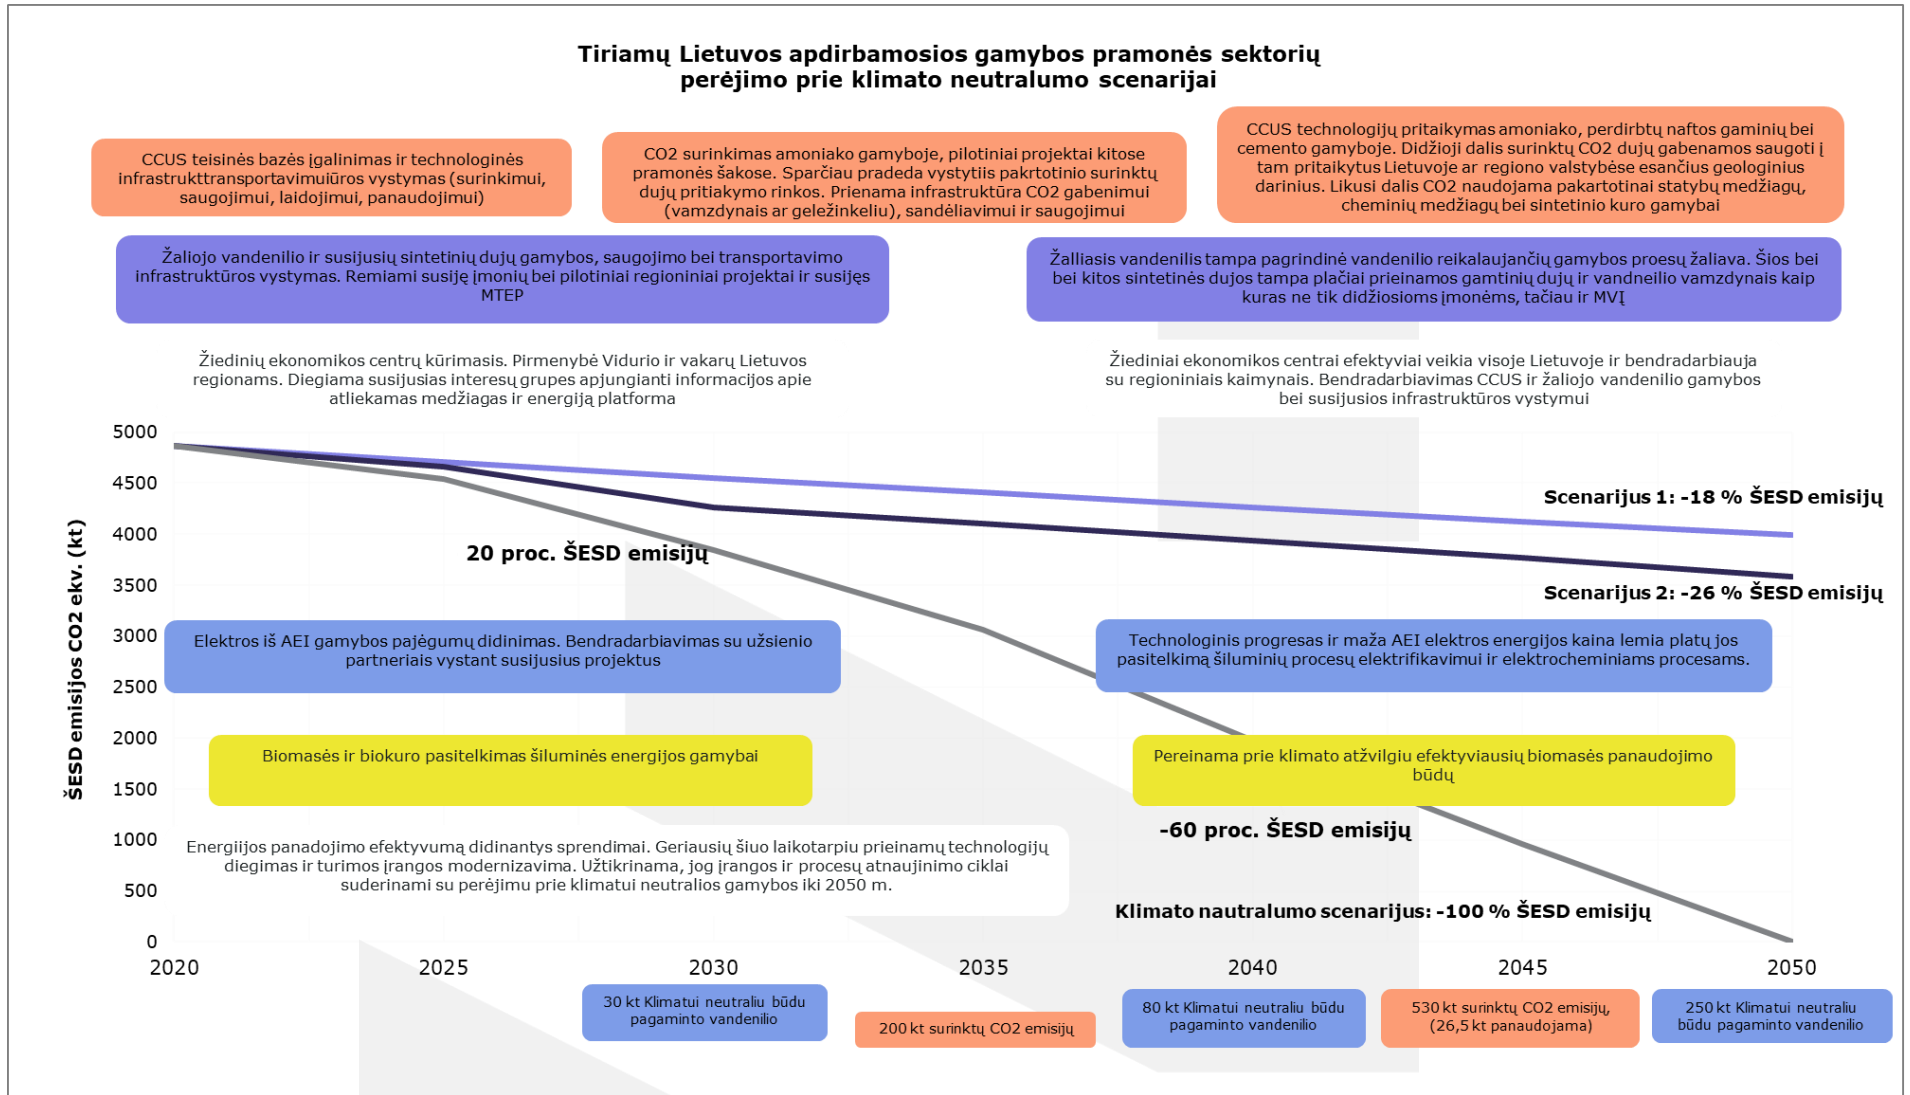 Tiriamų Lietuvos apdirbamosios gamybos pramonės sektorių
perėjimo prie klimato neutralumo scenarijai
CCUS teisinės bazės įgalinimas ir technologinės
infrastrukttransportavimuiūros vystymas (surinkimui,
saugojimui, laidojimui, panaudojimui)
CO2 surinkimas amoniako gamyboje, pilotiniai projektai kitose
pramonės šakose. Sparčiau pradeda vystytiis pakrtotinio surinktų
dujų pritiakymo rinkos. Prienama infrastruktūra CO2 gabenimui
(vamzdynais ar geležinkeliu), sandėliavimui ir saugojimui
CCUS technologijų pritaikymas amoniako, perdirbtų naftos gaminių bei
cemento gamyboje. Didžioji dalis surinktų CO2 dujų gabenamos saugoti į
tam pritaikytus Lietuvoje ar regiono valstybėse esančius geologinius
darinius. Likusi dalis CO2 naudojama pakartotinai statybų medžiagų,
cheminių medžiagų bei sintetinio kuro gamybai
Žaliojo vandenilio ir susijusių sintetinių dujų gamybos, saugojimo bei transportavimo
infrastruktūros vystymas. Remiami susiję įmonių bei pilotiniai regioniniai projektai ir susijęs
MTEP
Žalliasis vandenilis tampa pagrindinė vandenilio reikalaujančių gamybos proesų žaliava. Šios bei
bei kitos sintetinės dujos tampa plačiai prieinamos gamtinių dujų ir vandneilio vamzdynais kaip
kuras ne tik didžiosioms įmonėms, tačiau ir MVĮ
Žiedinių ekonomikos centrų kūrimasis. Pirmenybė Vidurio ir vakarų Lietuvos
regionams. Diegiama susijusias interesų grupes apjungianti informacijos apie
atliekamas medžiagas ir energiją platforma
Žiediniai ekonomikos centrai efektyviai veikia visoje Lietuvoje ir bendradarbiauja
su regioniniais kaimynais. Bendradarbiavimas CCUS ir žaliojo vandenilio gamybos
bei susijusios infrastruktūros vystymui
ŠESD emisijos CO2 ekv. (kt)
5000
4500
4000
3500
3000
2500
2000
1500
1000
500
0
Scenarijus 1: -18 % ŠESD emisijų
20 proc. ŠESD emisijų
Scenarijus 2: -26 % ŠESD emisijų
Elektros iš AEI gamybos pajėgumų didinimas. Bendradarbiavimas su užsienio
partneriais vystant susijusius projektus
Technologinis progresas ir maža AEI elektros energijos kaina lemia platų jos
pasitelkimą šiluminių procesų elektrifikavimui ir elektrocheminiams procesams.
Biomasės ir biokuro pasitelkimas šiluminės energijos gamybai
Pereinama prie klimato atžvilgiu efektyviausių biomasės panaudojimo
būdų
-60 proc. ŠESD emisijų
Energiijos panadojimo efektyvumą didinantys sprendimai. Geriausių šiuo laikotarpiu prieinamų technologijų
diegimas ir turimos įrangos modernizavima. Užtikrinama, jog įrangos ir procesų atnaujinimo ciklai
suderinami su perėjimu prie klimatui neutralios gamybos iki 2050 m.
Klimato nautralumo scenarijus: -100 % ŠESD emisijų
2020 2025 2030 2035 2040 2045 2050
30 kt Klimatui neutraliu būdu
pagaminto vandenilio
200 kt surinktų CO2 emisijų
80 kt Klimatui neutraliu būdu
pagaminto vandenilio
530 kt surinktų CO2 emisijų,
(26,5 kt panaudojama)
250 kt Klimatui neutraliu
būdu pagaminto vandenilio